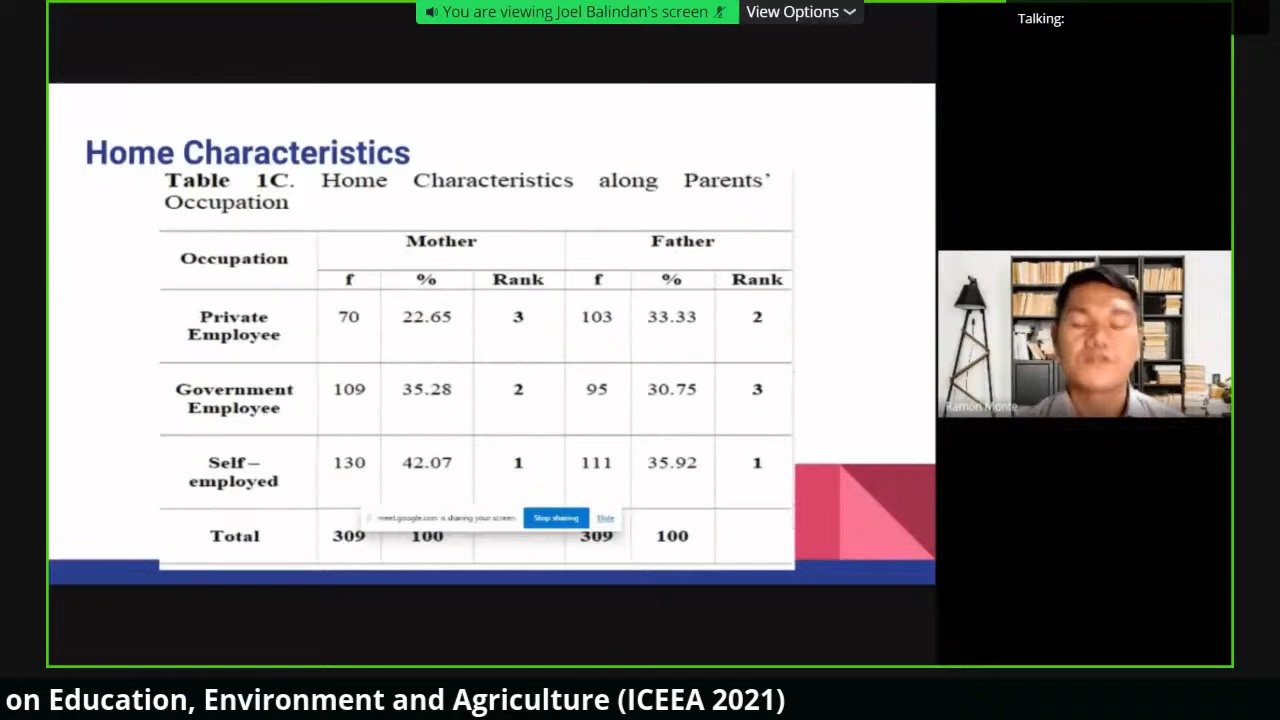 You are viewing Joel Balindan's screen
View Options
Talking:
Home Characteristics
Table 1C. Home Characteristics along Parents'
Occupation
Occupation
Mother
Father
f % Rank f % Rank
Private
Employee
70 22.65 3 103 33.33 2
Government
Employee
109 35.28 2 95 30.75 3
Self–
employed
130 42.07 1 111 35.92 1
meet.google.com is sharing your screen Stop sharing Hide
Total 309 100 309 100
Ramon Monte
on Education, Environment and Agriculture (ICEEA 2021)